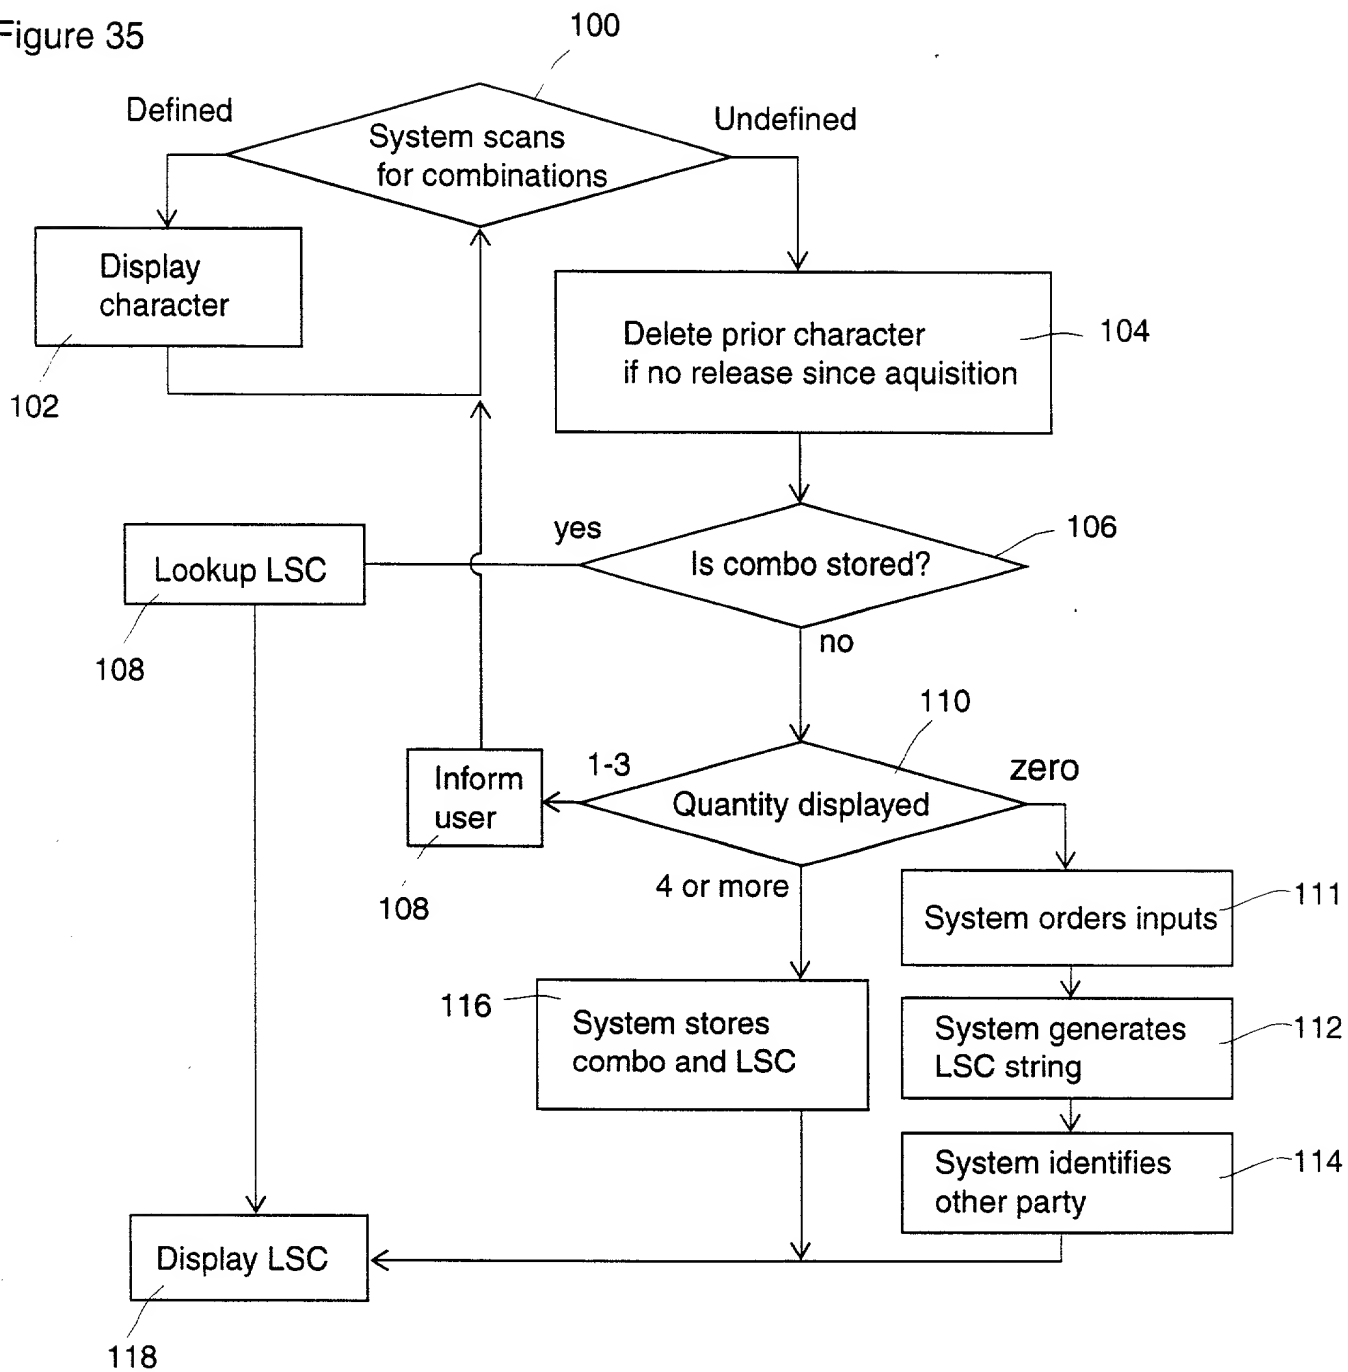 Figure 35
100
Defined
Undefined
System scans
for combinations
Display
character
102
Delete prior character
if no release since aquisition
104
yes
Is combo stored?
106
Lookup LSC
108
no
110
Inform
user
108
1-3
Quantity displayed
zero
4 or more
System orders inputs
111
116
System stores
combo and LSC
System generates
LSC string
112
System identifies
other party
114
Display LSC
118